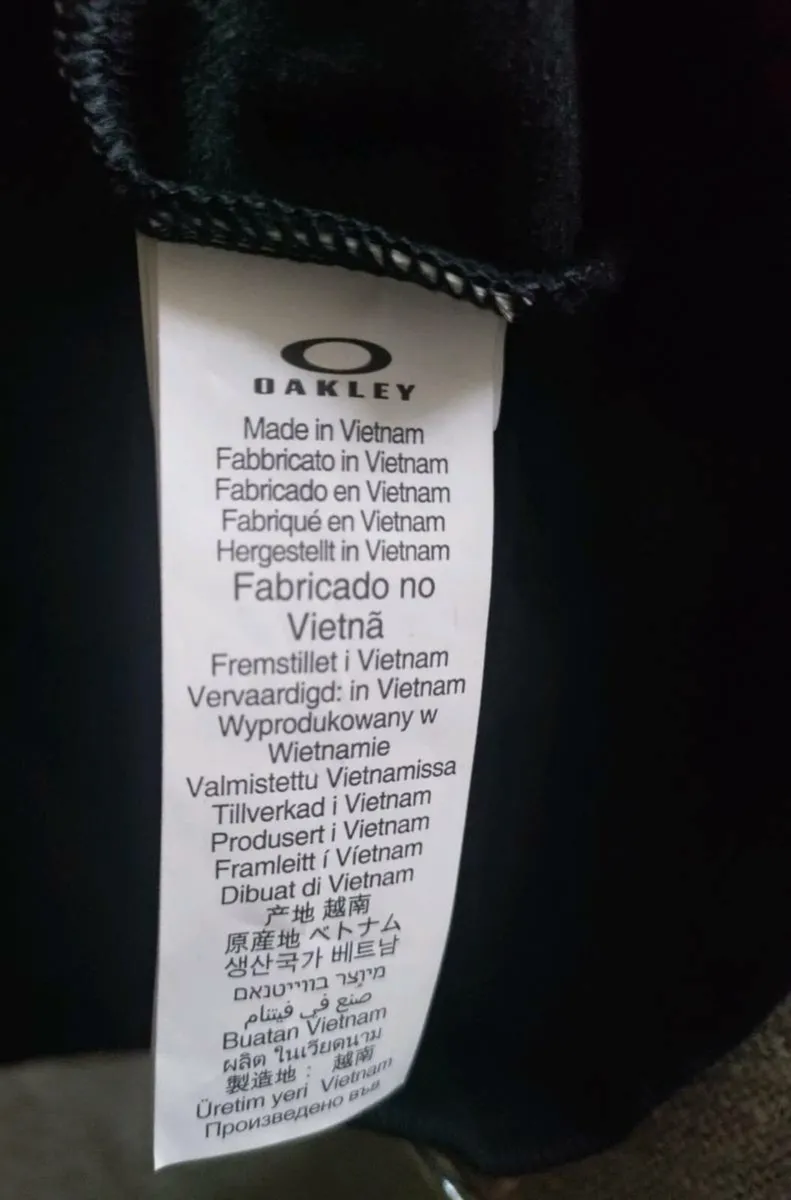 OAKLEY
Made in Vietnam
Fabbricato in Vietnam
Fabricado en Vietnam
Fabriqué en Vietnam
Hergestellt in Vietnam
Fabricado no
Vietnã
Fremstillet i Vietnam
Vervaardigd: in Vietnam
Wyprodukowany w
Wietnamie
Valmistettu Vietnamissa
Tillverkad i Vietnam
Produsert i Vietnam
Framleitt í Víetnam
Dibuat di Vietnam
产地 越南
原産地 ベトナム
생산국가 베트남
מיוצר בווייטנאם
صنع في فيتنام
Buatan Vietnam
ผลิต ในเวียดนาม
製造地： 越南
Üretim yeri Vietnam
Произведено във